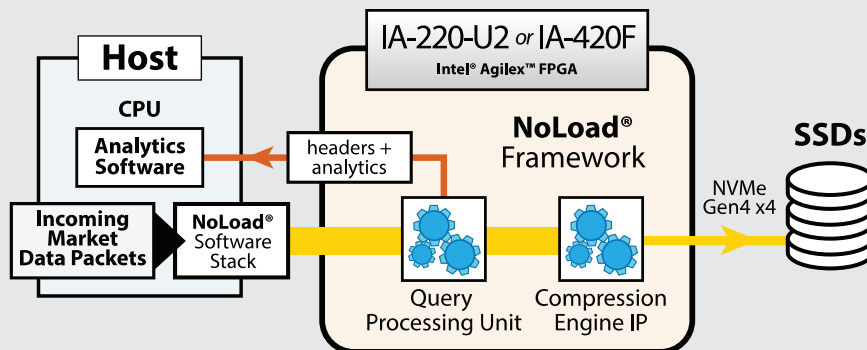 Host
CPU
Analytics
Software
Incoming
Market
Data Packets
NoLoad®
Software
Stack
headers +
analytics
IA-220-U2 or IA-420F
Intel® Agilex™ FPGA
NoLoad®
Framework
Query
Processing Unit
Compression
Engine IP
NVMe
Gen4 x4
SSDs